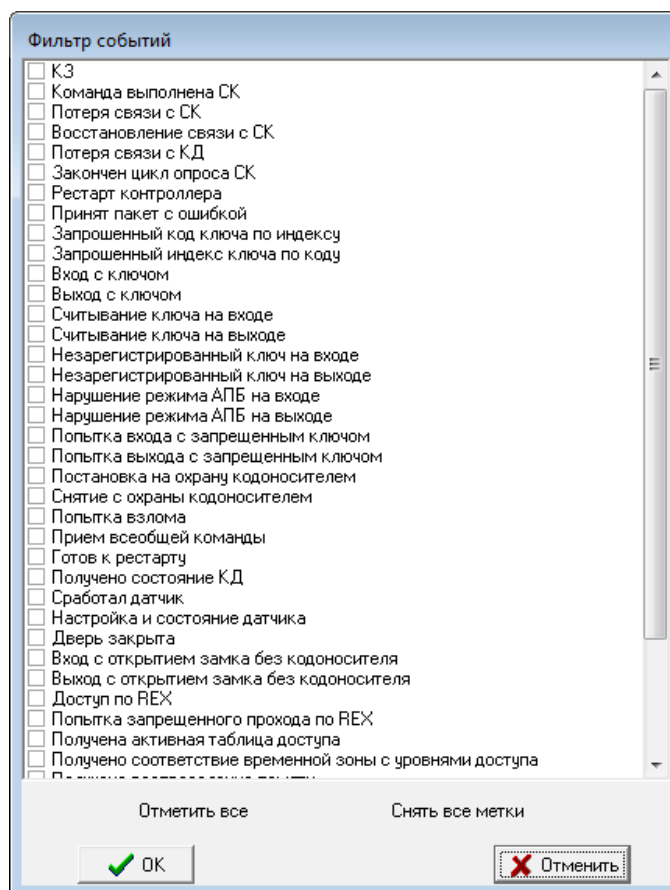 Фильтр событий
КЗ
Команда выполнена СК
Потеря связи с СК
Восстановление связи с СК
Потеря связи с КД
Закончен цикл опроса СК
Рестарт контроллера
Принят пакет с ошибкой
Запрошенный код ключа по индексу
Запрошенный индекс ключа по коду
Вход с ключом
Выход с ключом
Считывание ключа на входе
Считывание ключа на выходе
Незарегистрированный ключ на входе
Незарегистрированный ключ на выходе
Нарушение режима АПБ на входе
Нарушение режима АПБ на выходе
Попытка входа с запрещенным ключом
Попытка выхода с запрещенным ключом
Постановка на охрану кодоносителем
Снятие с охраны кодоносителем
Попытка взлома
Прием всеобщей команды
Готов к рестарту
Получено состояние КД
Сработал датчик
Настройка и состояние датчика
Дверь закрыта
Вход с открытием замка без кодоносителя
Выход с открытием замка без кодоносителя
Доступ по REX
Попытка запрещенного прохода по REX
Получена активная таблица доступа
Получено соответствие временной зоны с уровнями доступа
Отметить все Снять все метки
OK Отменить